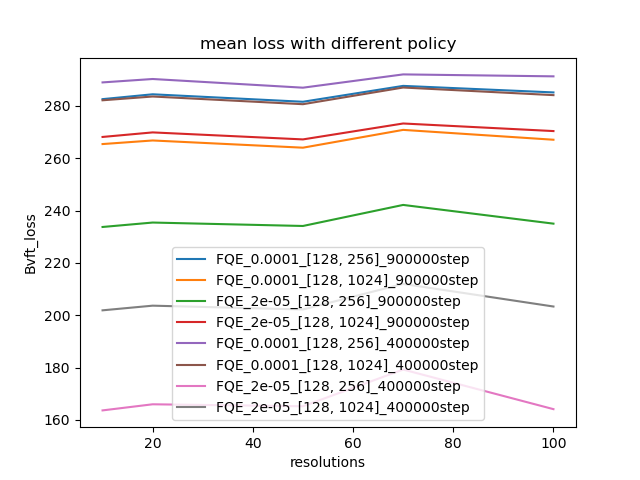 mean loss with different policy
Bvft_loss
280
260
240
220
200
180
160
FQE_0.0001_[128, 256]_900000step
FQE_0.0001_[128, 1024]_900000step
FQE_2e-05_[128, 256]_900000step
FQE_2e-05_[128, 1024]_900000step
FQE_0.0001_[128, 256]_400000step
FQE_0.0001_[128, 1024]_400000step
FQE_2e-05_[128, 256]_400000step
FQE_2e-05_[128, 1024]_400000step
20 40 60 80 100
resolutions